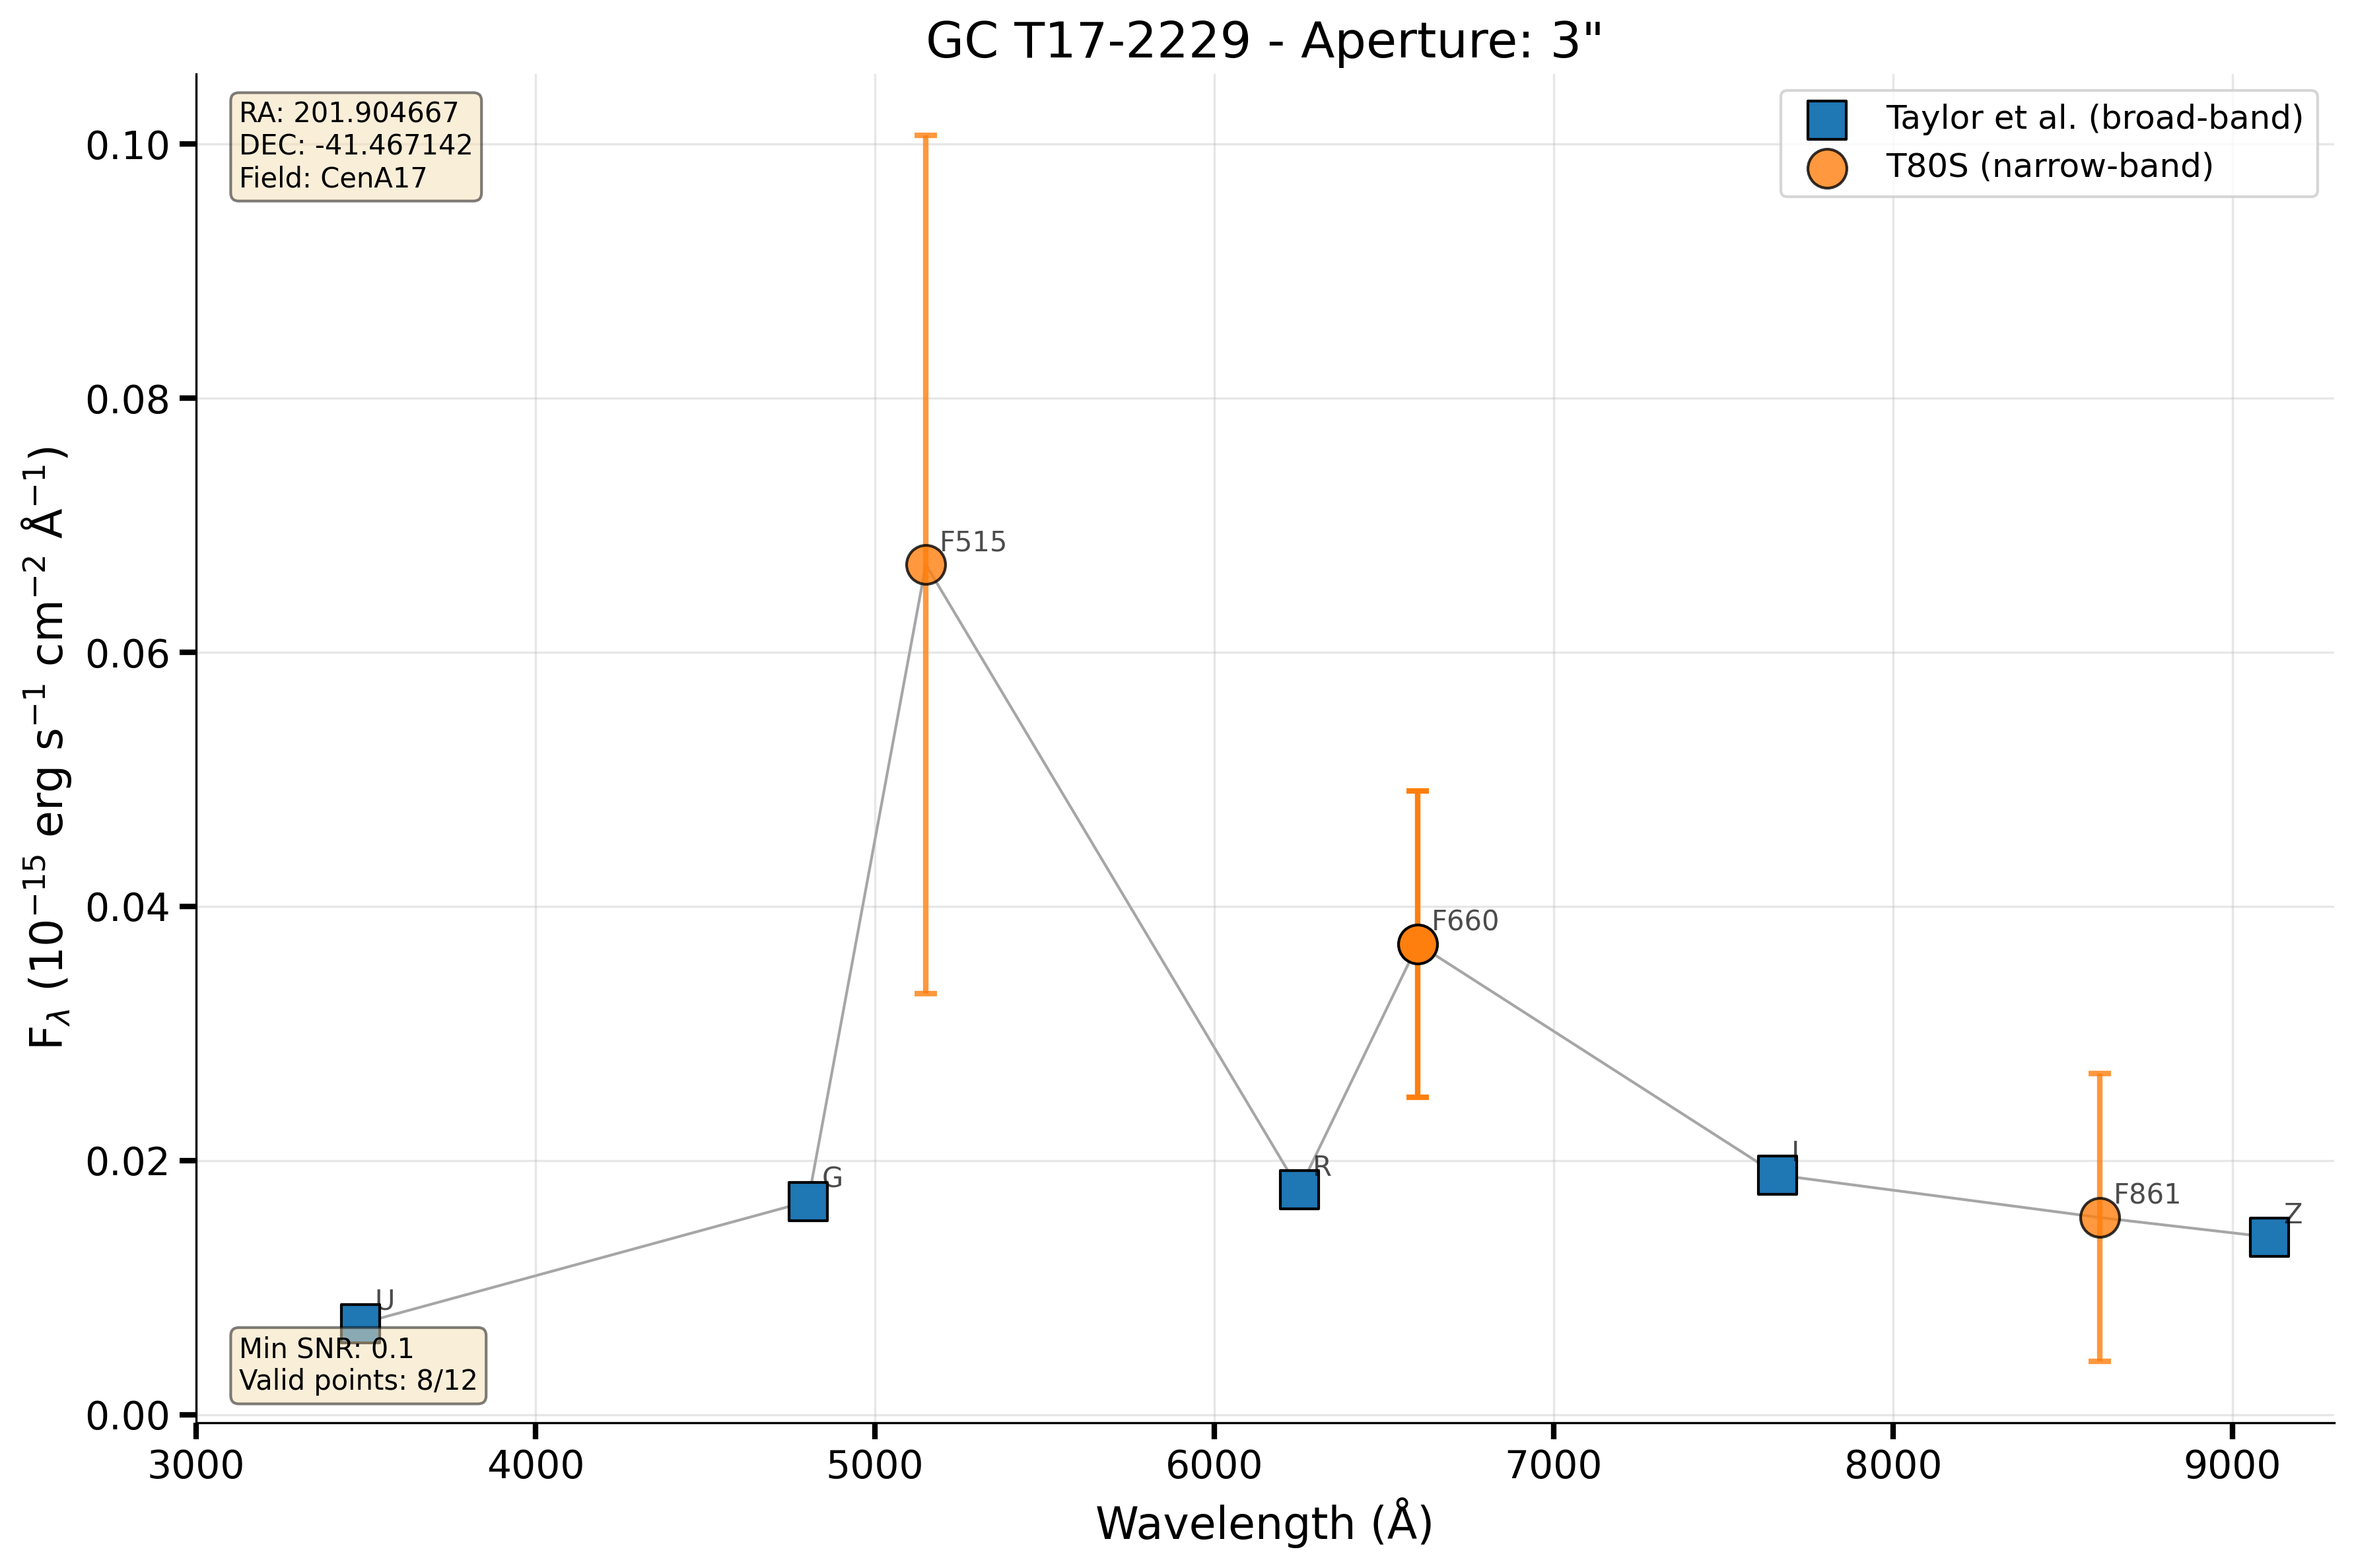 GC T17-2229 - Aperture: 3"
RA: 201.904667
DEC: -41.467142
Field: CenA17
Taylor et al. (broad-band)
T80S (narrow-band)
0.10
0.08
0.06
0.04
0.02
0.00
F_λ (10⁻¹⁵ erg s⁻¹ cm⁻² Å⁻¹)
F515
F660
G
R
I
F861
Z
U
Min SNR: 0.1
Valid points: 8/12
3000 4000 5000 6000 7000 8000 9000
Wavelength (Å)